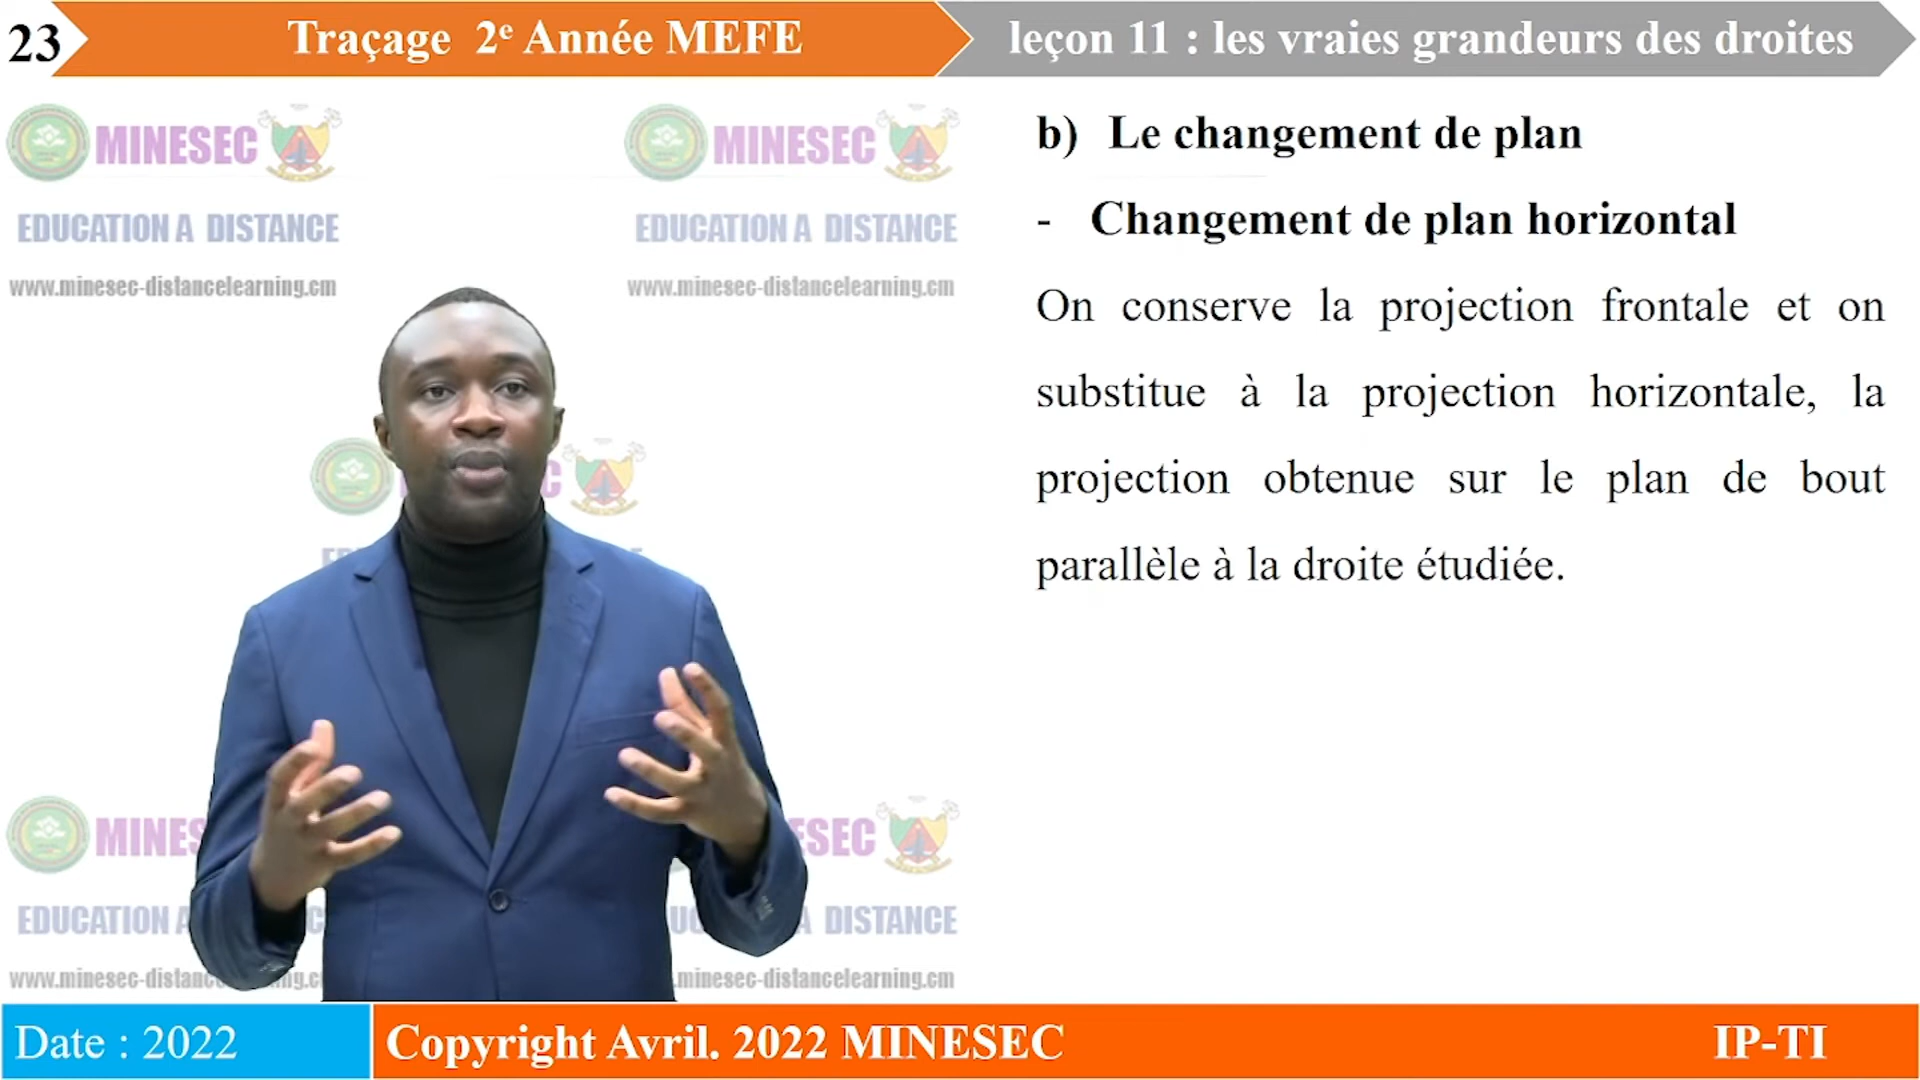 23
Traçage 2e Année MEFE
leçon 11 : les vraies grandeurs des droites
MINESEC
EDUCATION A DISTANCE
www.minesec-distancelearning.cm
MINESEC
EDUCATION A DISTANCE
www.minesec-distancelearning.cm
b) Le changement de plan
- Changement de plan horizontal
On conserve la projection frontale et on
substitue à la projection horizontale, la
projection obtenue sur le plan de bout
parallèle à la droite étudiée.
Date : 2022
Copyright Avril. 2022 MINESEC
IP-TI